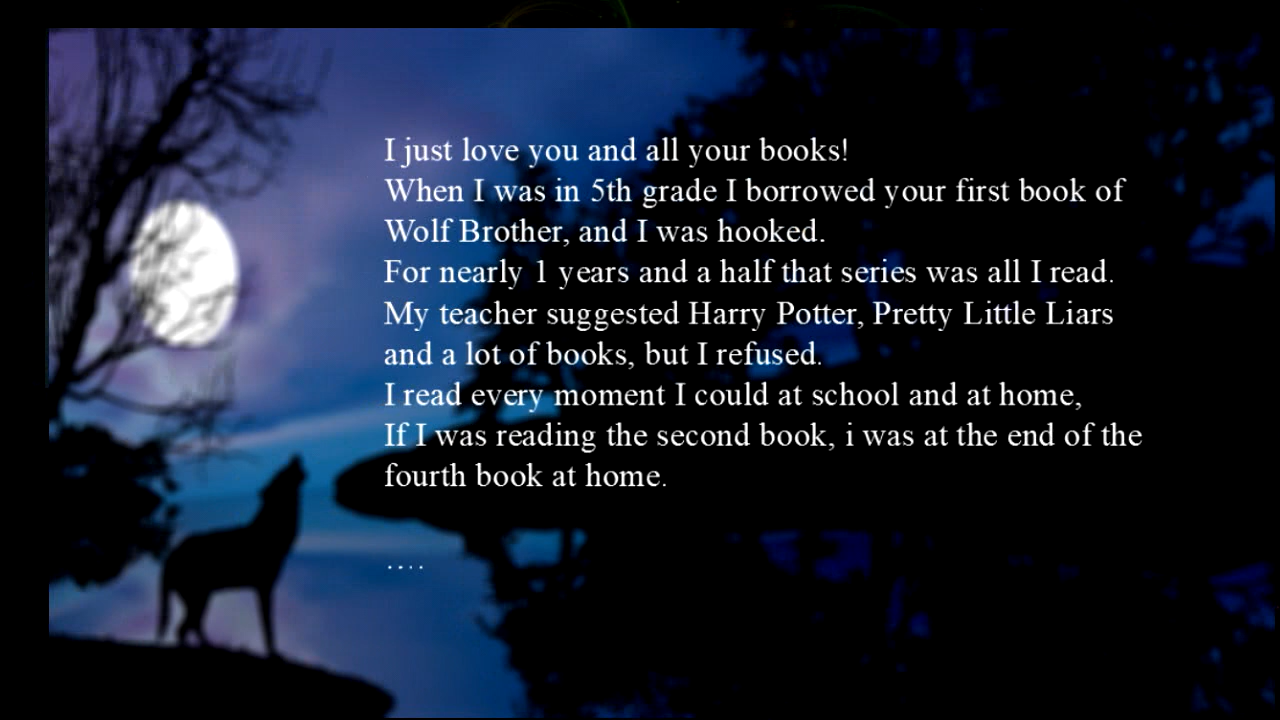 I just love you and all your books!
When I was in 5th grade I borrowed your first book of
Wolf Brother, and I was hooked.
For nearly 1 years and a half that series was all I read.
My teacher suggested Harry Potter, Pretty Little Liars
and a lot of books, but I refused.
I read every moment I could at school and at home,
If I was reading the second book, i was at the end of the
fourth book at home.
....